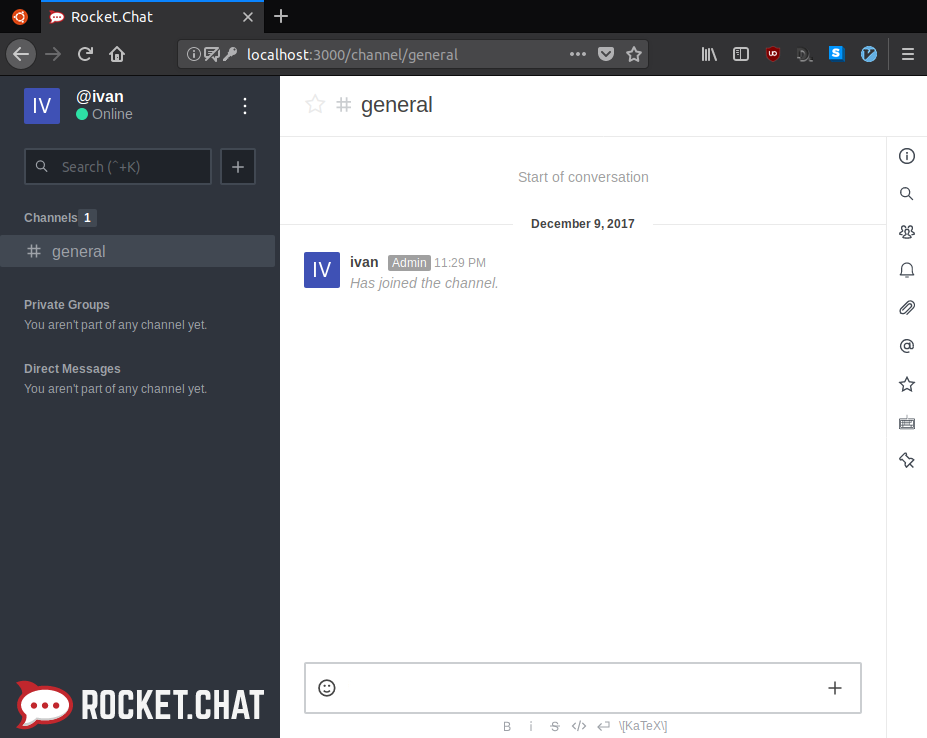 Rocket.Chat
localhost:3000/channel/general
IV
@ivan
Online
Search (^+K)
Channels 1
general
Private Groups
You aren't part of any channel yet.
Direct Messages
You aren't part of any channel yet.
ROCKET.CHAT
general
Start of conversation
December 9, 2017
IV
ivan Admin 11:29 PM
Has joined the channel.
B i S </> \[KaTeX\]